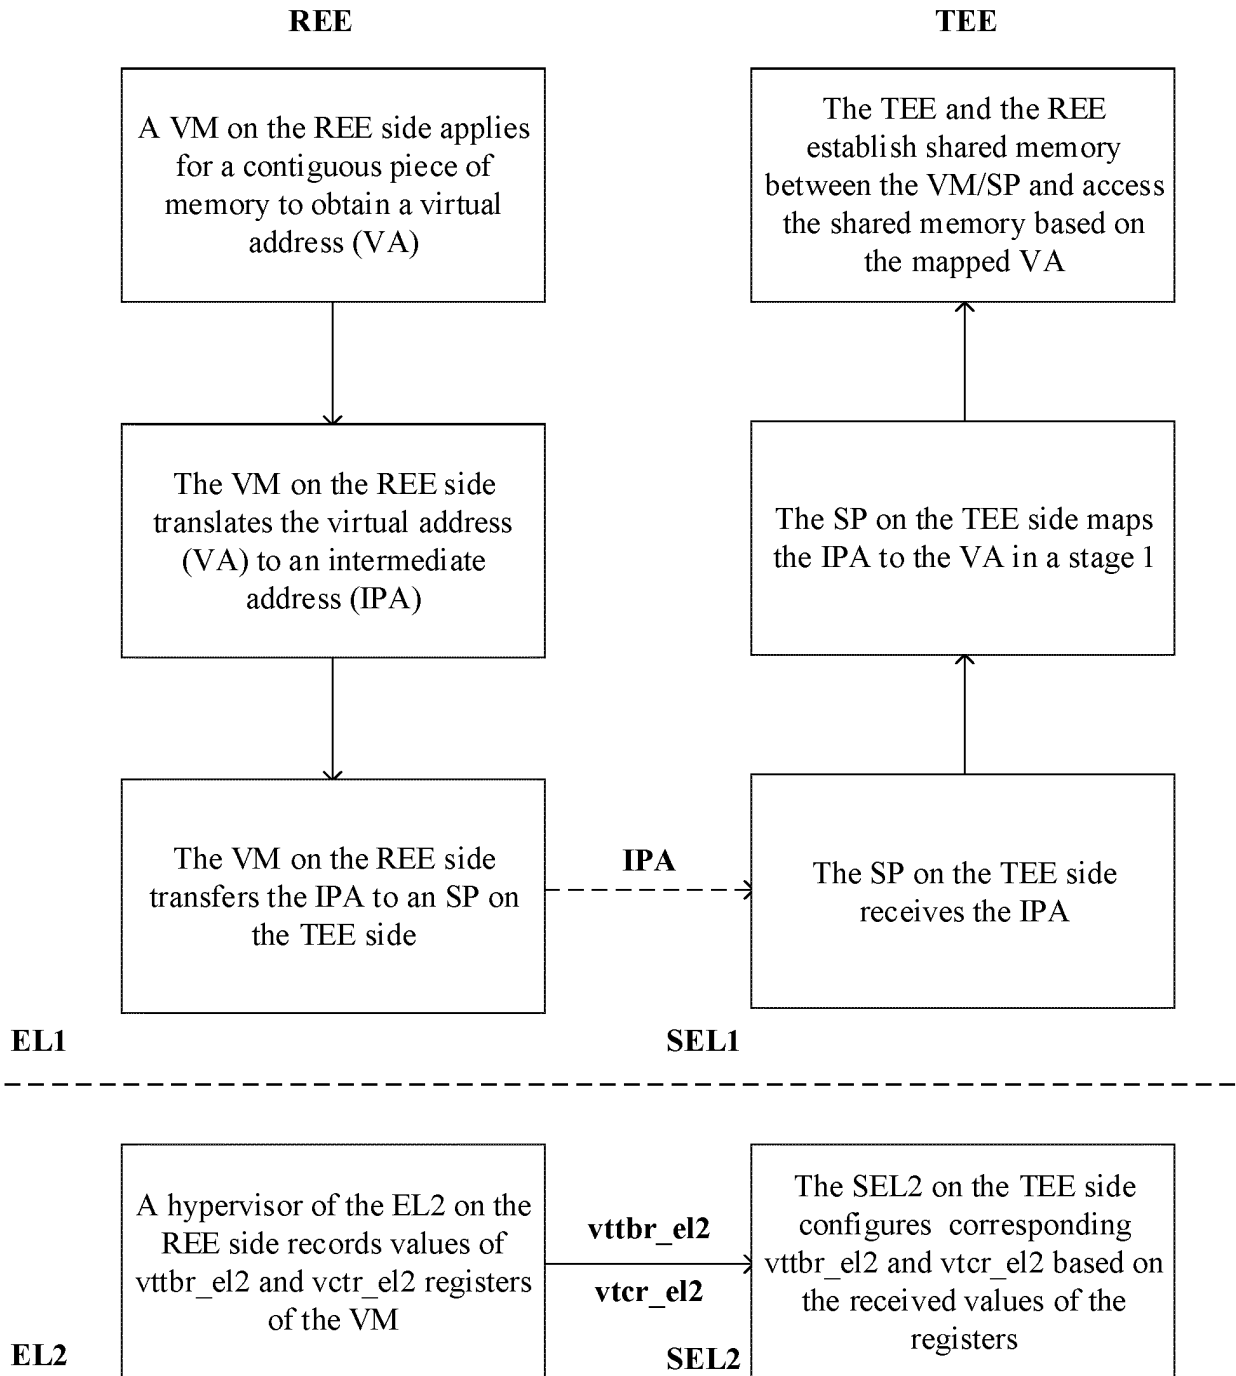 REE
TEE
A VM on the REE side applies
for a contiguous piece of
memory to obtain a virtual
address (VA)
The TEE and the REE
establish shared memory
between the VM/SP and access
the shared memory based on
the mapped VA
The VM on the REE side
translates the virtual address
(VA) to an intermediate
address (IPA)
The SP on the TEE side maps
the IPA to the VA in a stage 1
The VM on the REE side
transfers the IPA to an SP on
the TEE side
IPA
The SP on the TEE side
receives the IPA
EL1
SEL1
A hypervisor of the EL2 on the
REE side records values of
vttbr_el2 and vctr_el2 registers
of the VM
vttbr_el2
vtcr_el2
The SEL2 on the TEE side
configures corresponding
vttbr_el2 and vtcr_el2 based on
the received values of the
registers
EL2
SEL2